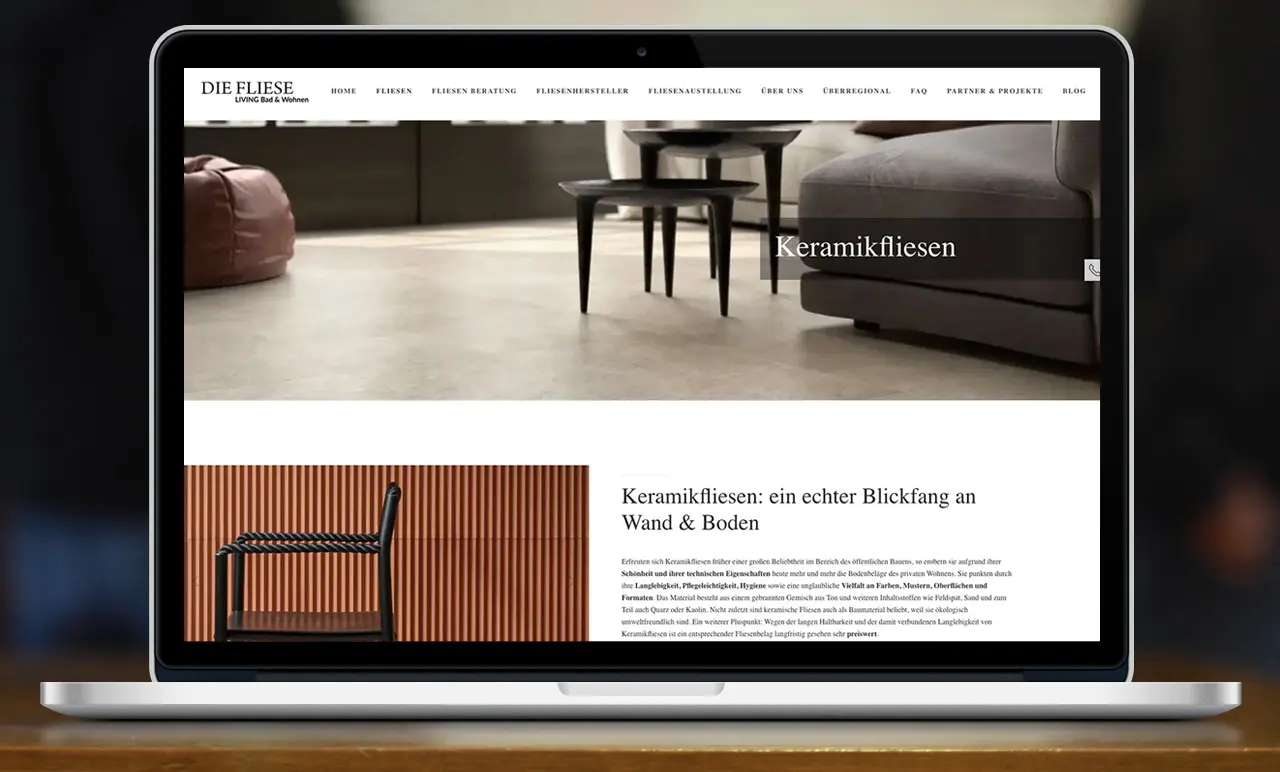 DIE FLIESE
LIVING Bad & Wohnen
HOME FLIESEN FLIESEN BERATUNG FLIESENHERSTELLER FLIESENAUSTELLUNG ÜBER UNS ÜBERREGIONAL FAQ PARTNER & PROJEKTE BLOG
Keramikfliesen
Keramikfliesen: ein echter Blickfang an
Wand & Boden
Erfreuten sich Keramikfliesen früher einer großen Beliebtheit im Bereich des öffentlichen Bauens, so erobern sie aufgrund ihrer
Schönheit und ihrer technischen Eigenschaften heute mehr und mehr die Bodenbeläge des privaten Wohnens. Sie punkten durch
ihre Langlebigkeit, Pflegeleichtigkeit, Hygiene sowie eine unglaubliche Vielfalt an Farben, Mustern, Oberflächen und
Formaten. Das Material besteht aus einem gebrannten Gemisch aus Ton und weiteren Inhaltsstoffen wie Feldspat, Sand und zum
Teil auch Quarz oder Kaolin. Nicht zuletzt sind keramische Fliesen auch als Baumaterial beliebt, weil sie ökologisch
umweltfreundlich sind. Ein weiterer Pluspunkt: Wegen der langen Haltbarkeit und der damit verbundenen Langlebigkeit von
Keramikfliesen ist ein entsprechender Fliesenbelag langfristig gesehen sehr preiswert.